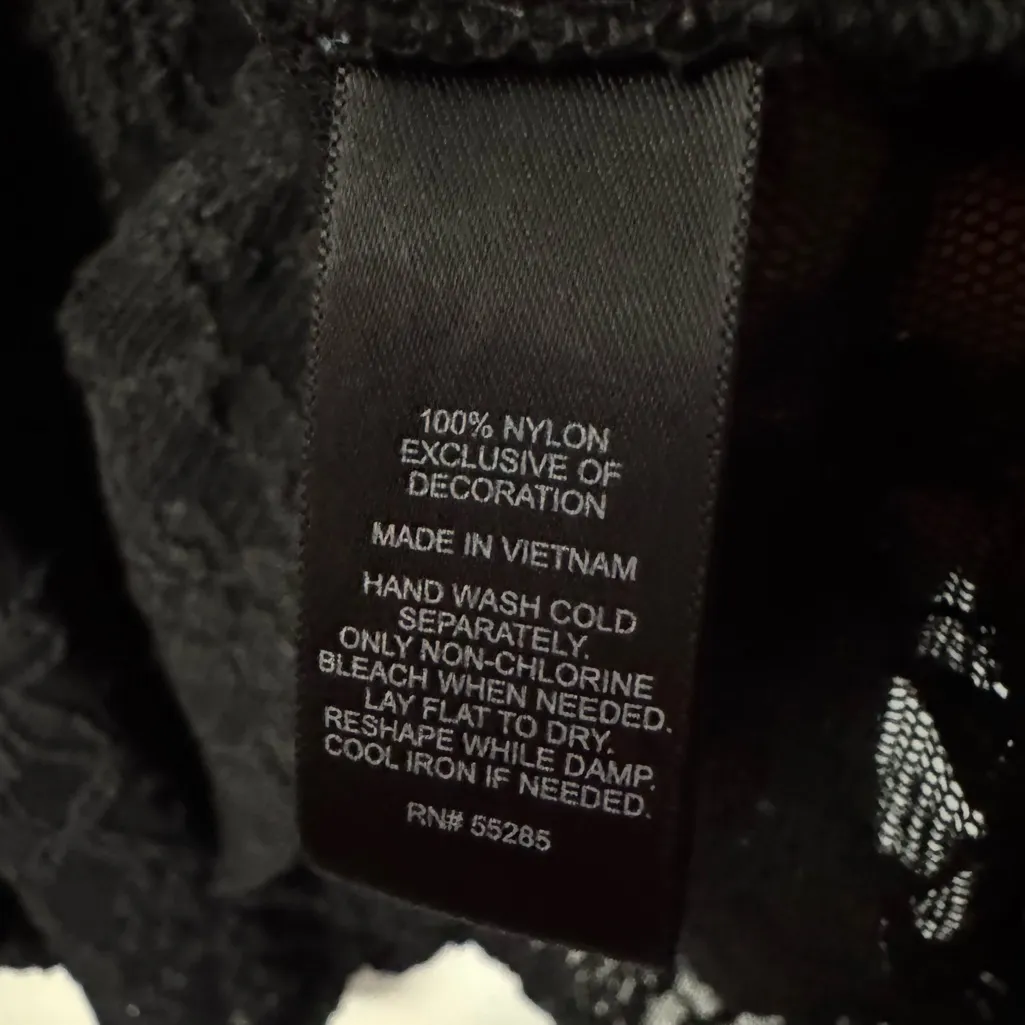 100% NYLON
EXCLUSIVE OF
DECORATION
MADE IN VIETNAM
HAND WASH COLD
SEPARATELY.
ONLY NON-CHLORINE
BLEACH WHEN NEEDED.
LAY FLAT TO DRY.
RESHAPE WHILE DAMP.
COOL IRON IF NEEDED.
RN# 55285